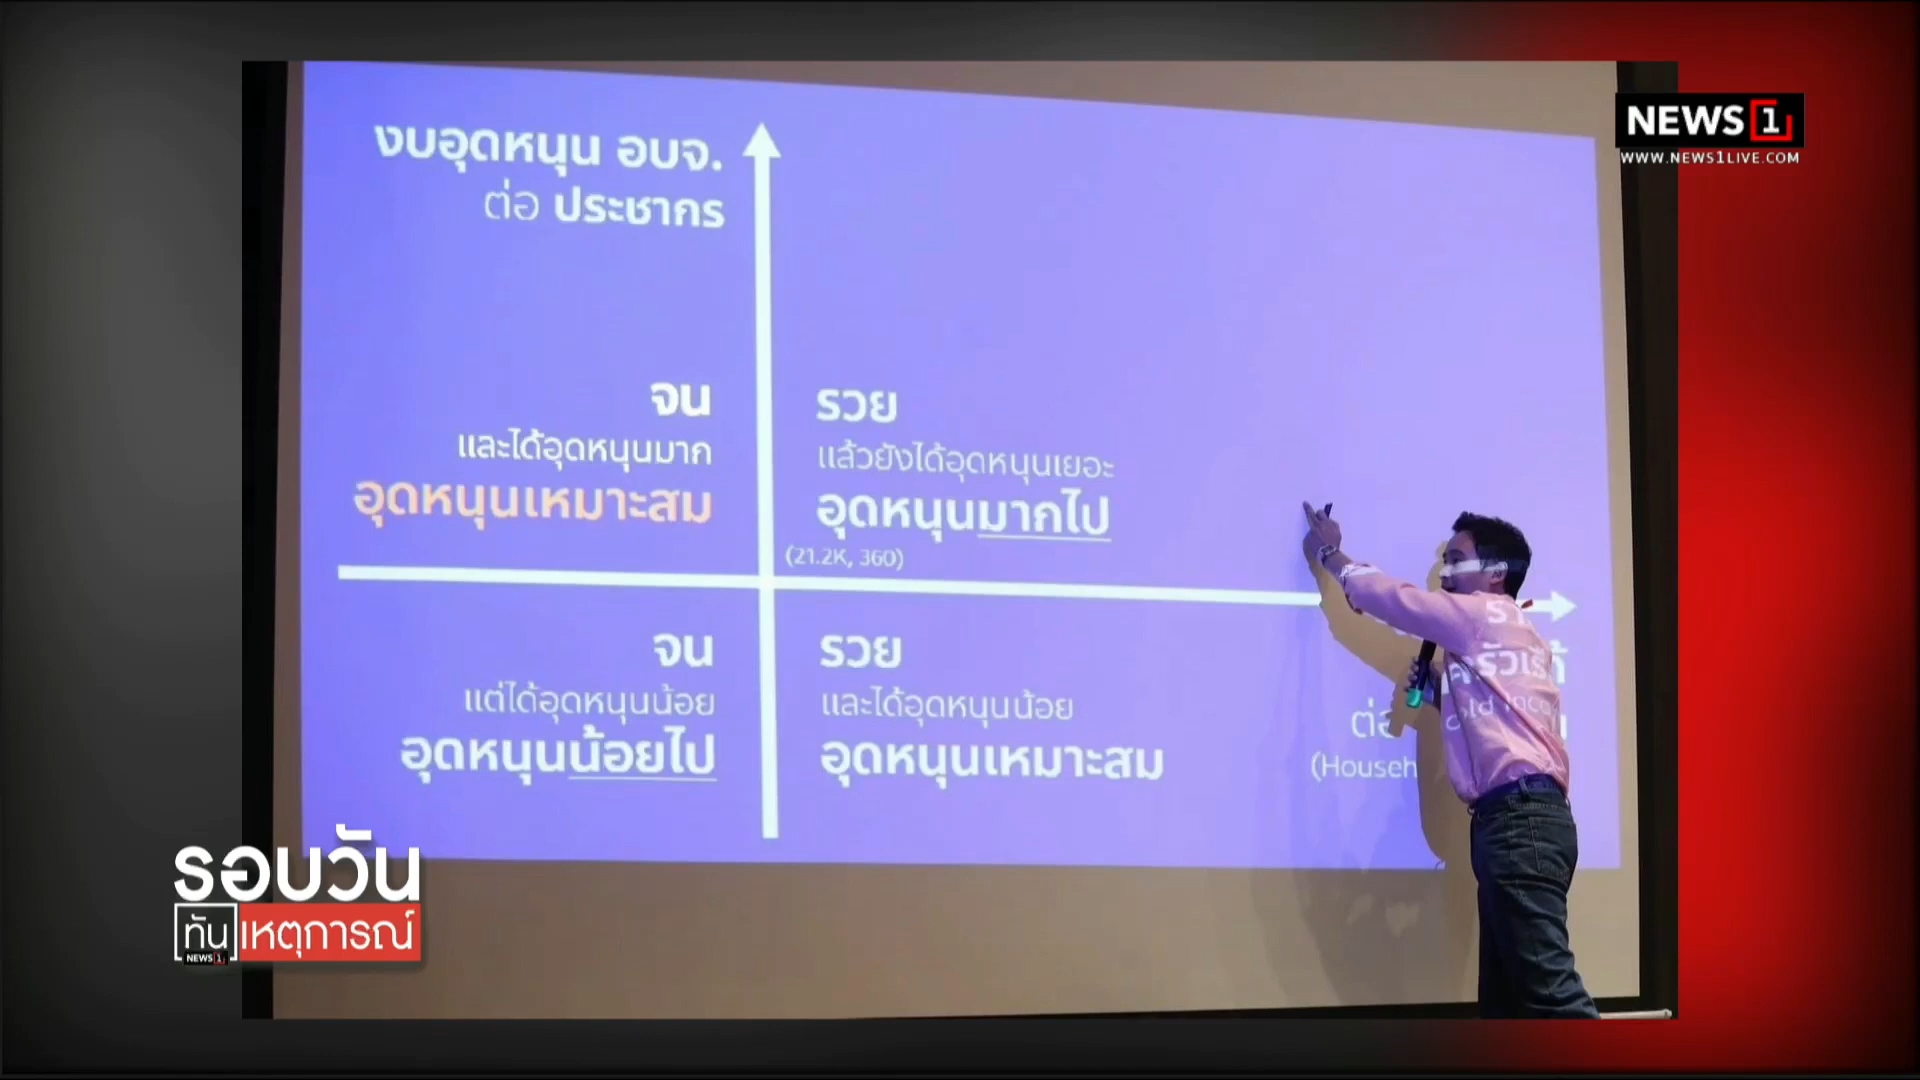 NEWS 1
WWW.NEWS1LIVE.COM
งบอุดหนุน อบจ.
ต่อ ประชากร
จน
และได้อุดหนุนมาก
อุดหนุนเหมาะสม
รวย
แล้วยังได้อุดหนุนเยอะ
อุดหนุนมากไป
(21.2K, 360)
จน
แต่ได้อุดหนุนน้อย
อุดหนุนน้อยไป
รวย
และได้อุดหนุนน้อย
อุดหนุนเหมาะสม
รอบวัน
ทัน เหตุการณ์
NEWS 1